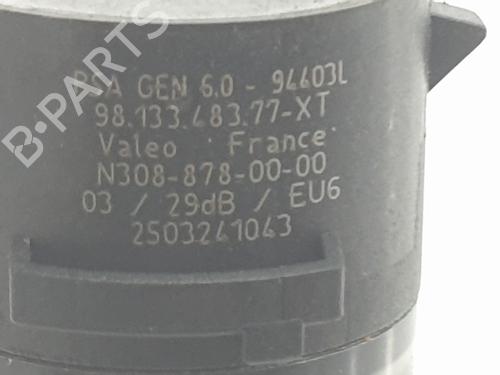 PSA GEN 6.0 - 94403L
98.133.483.77-XT
Valeo France
N308-878-00-00
03 / 29dB / EU6
2503241043
B-PARTS